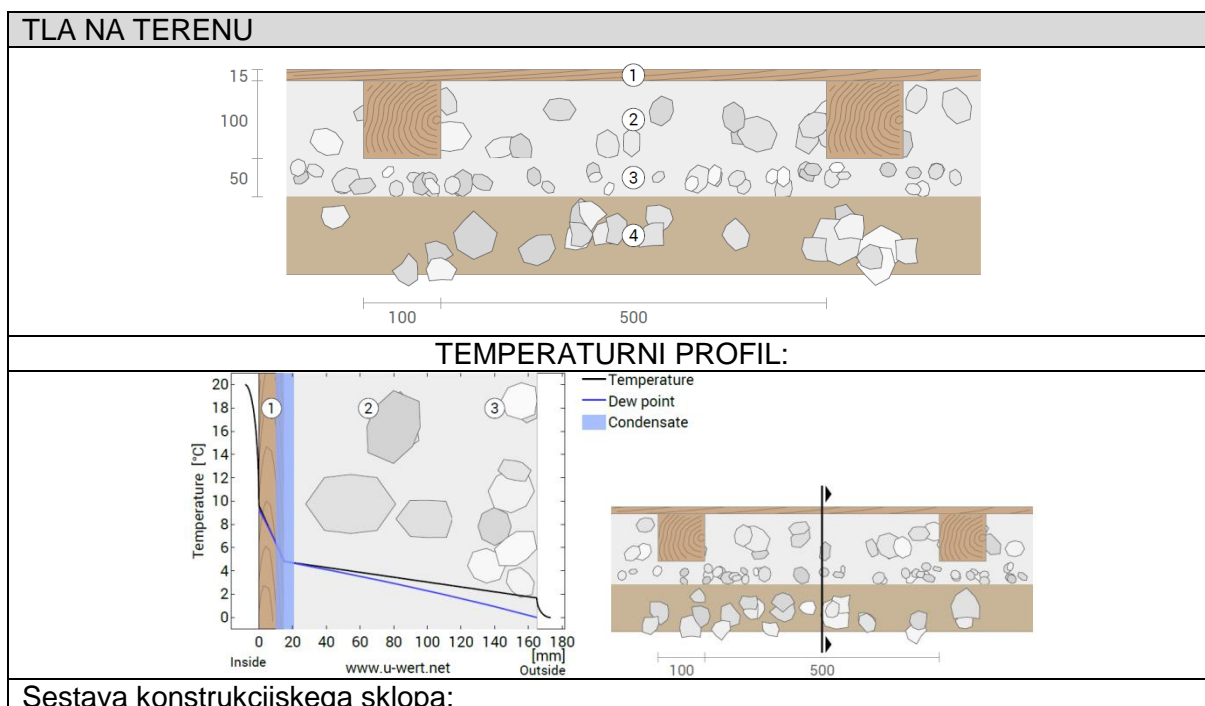 TLA NA TERENU
15
1
100
2
50
3
4
100 500
TEMPERATURNI PROFIL:
20
18
16
14
12
10
8
6
4
2
0
Temperature [°C]
1 2 3
0 20 40 60 80 100 120 140 160 180
[mm]
Inside www.u-wert.net Outside
Temperature
Dew point
Condensate
100 500
Sestava konstrukcijskega sklopa: